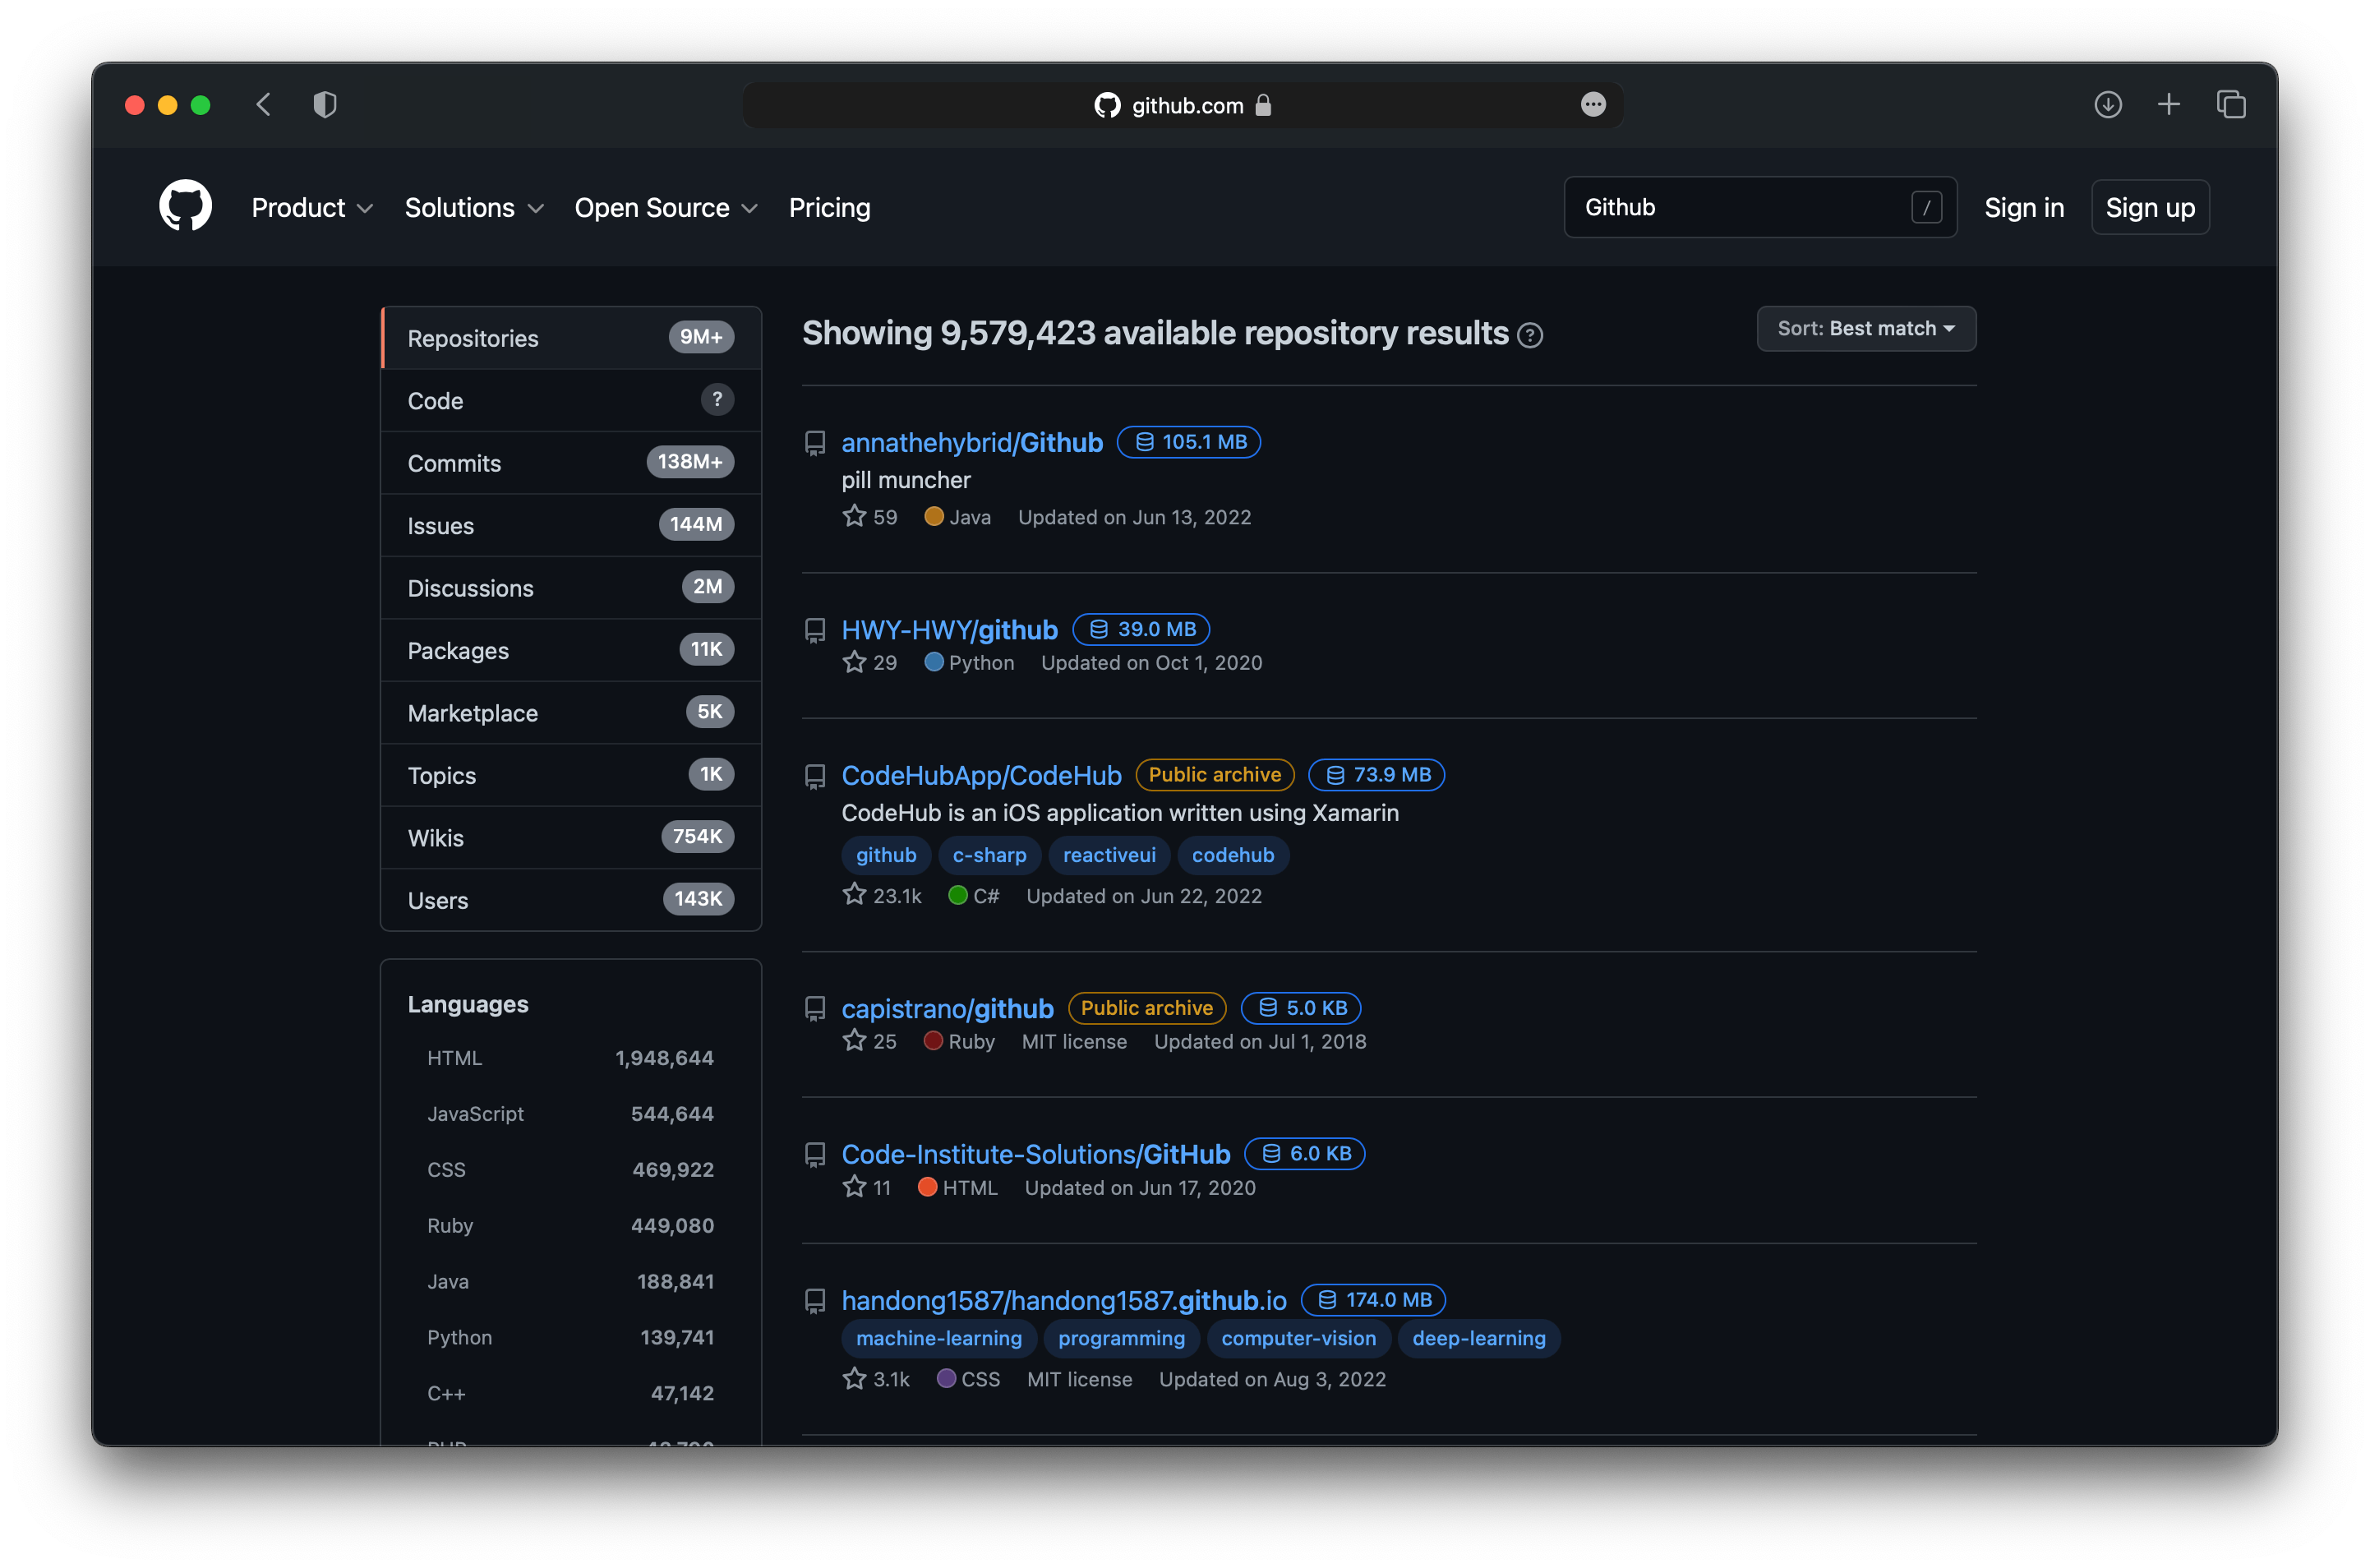 github.com
Product Solutions Open Source Pricing Github / Sign in Sign up
Repositories 9M+
Code ?
Commits 138M+
Issues 144M
Discussions 2M
Packages 11K
Marketplace 5K
Topics 1K
Wikis 754K
Users 143K
Languages
HTML 1,948,644
JavaScript 544,644
CSS 469,922
Ruby 449,080
Java 188,841
Python 139,741
C++ 47,142
Showing 9,579,423 available repository results ?
Sort: Best match
annathehybrid/Github 105.1 MB
pill muncher
59 Java Updated on Jun 13, 2022
HWY-HWY/github 39.0 MB
29 Python Updated on Oct 1, 2020
CodeHubApp/CodeHub Public archive 73.9 MB
CodeHub is an iOS application written using Xamarin
github c-sharp reactiveui codehub
23.1k C# Updated on Jun 22, 2022
capistrano/github Public archive 5.0 KB
25 Ruby MIT license Updated on Jul 1, 2018
Code-Institute-Solutions/GitHub 6.0 KB
11 HTML Updated on Jun 17, 2020
handong1587/handong1587.github.io 174.0 MB
machine-learning programming computer-vision deep-learning
3.1k CSS MIT license Updated on Aug 3, 2022